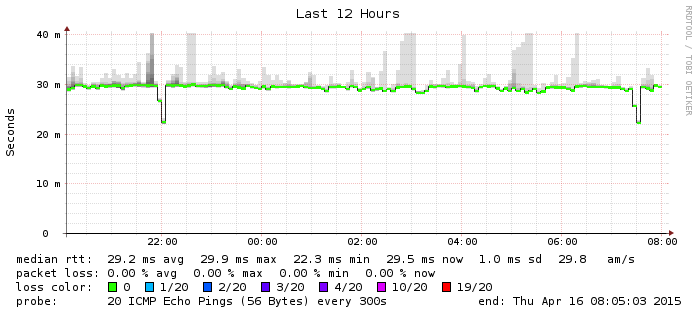 Last 12 Hours
RRDTOOL / TOBI OETIKER
Seconds
40 m
30 m
20 m
10 m
0
22:00 00:00 02:00 04:00 06:00 08:00
median rtt: 29.2 ms avg 29.9 ms max 22.3 ms min 29.5 ms now 1.0 ms sd 29.8 am/s
packet loss: 0.00 % avg 0.00 % max 0.00 % min 0.00 % now
loss color: 0 1/20 2/20 3/20 4/20 10/20 19/20
probe: 20 ICMP Echo Pings (56 Bytes) every 300s end: Thu Apr 16 08:05:03 2015